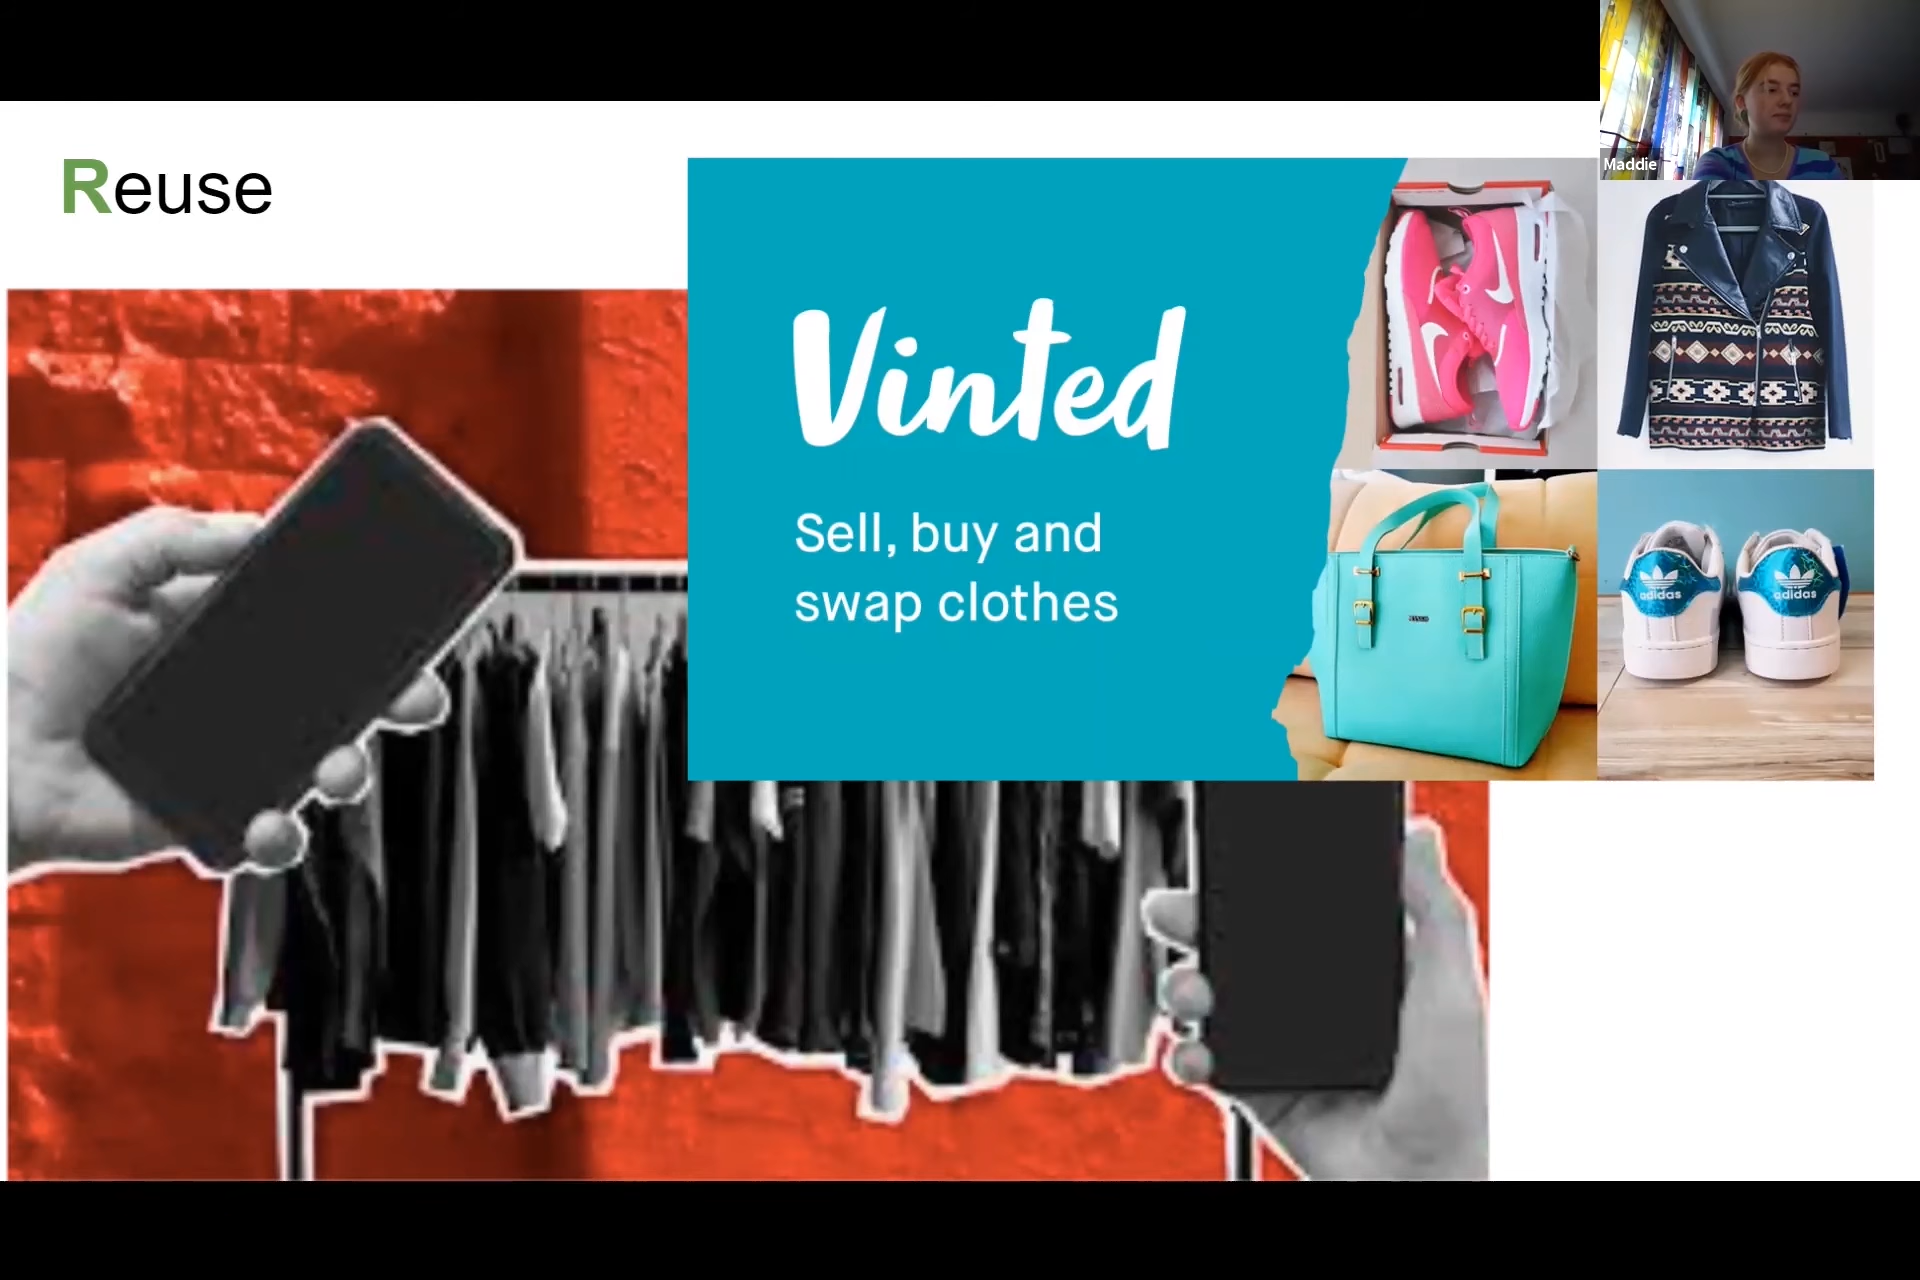 Reuse
Maddie
Vinted
Sell, buy and
swap clothes
adidas
adidas